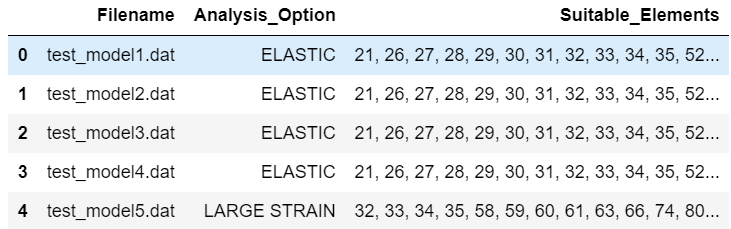 Filename Analysis_Option Suitable_Elements
0 test_model1.dat ELASTIC 21, 26, 27, 28, 29, 30, 31, 32, 33, 34, 35, 52...
1 test_model2.dat ELASTIC 21, 26, 27, 28, 29, 30, 31, 32, 33, 34, 35, 52...
2 test_model3.dat ELASTIC 21, 26, 27, 28, 29, 30, 31, 32, 33, 34, 35, 52...
3 test_model4.dat ELASTIC 21, 26, 27, 28, 29, 30, 31, 32, 33, 34, 35, 52...
4 test_model5.dat LARGE STRAIN 32, 33, 34, 35, 58, 59, 60, 61, 63, 66, 74, 80...